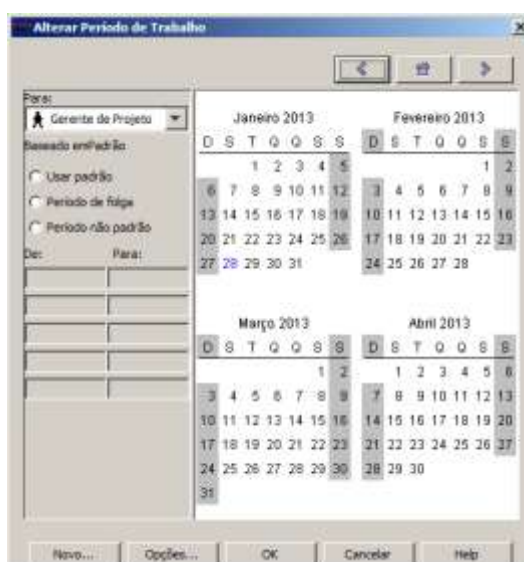 Alterar Período de Trabalho
Para:
Gerente de Projeto
Baseado emPadrão
Usar padrão
Período de folga
Período não padrão
De: Para:
Janeiro 2013
D S T Q Q S S
1 2 3 4 5
6 7 8 9 10 11 12
13 14 15 16 17 18 19
20 21 22 23 24 25 26
27 28 29 30 31
Fevereiro 2013
D S T Q Q S S
1 2
3 4 5 6 7 8 9
10 11 12 13 14 15 16
17 18 19 20 21 22 23
24 25 26 27 28
Março 2013
D S T Q Q S S
1 2
3 4 5 6 7 8 9
10 11 12 13 14 15 16
17 18 19 20 21 22 23
24 25 26 27 28 29 30
31
Abril 2013
D S T Q Q S S
1 2 3 4 5 6
7 8 9 10 11 12 13
14 15 16 17 18 19 20
21 22 23 24 25 26 27
28 29 30
Novo... Opções... OK Cancelar Help